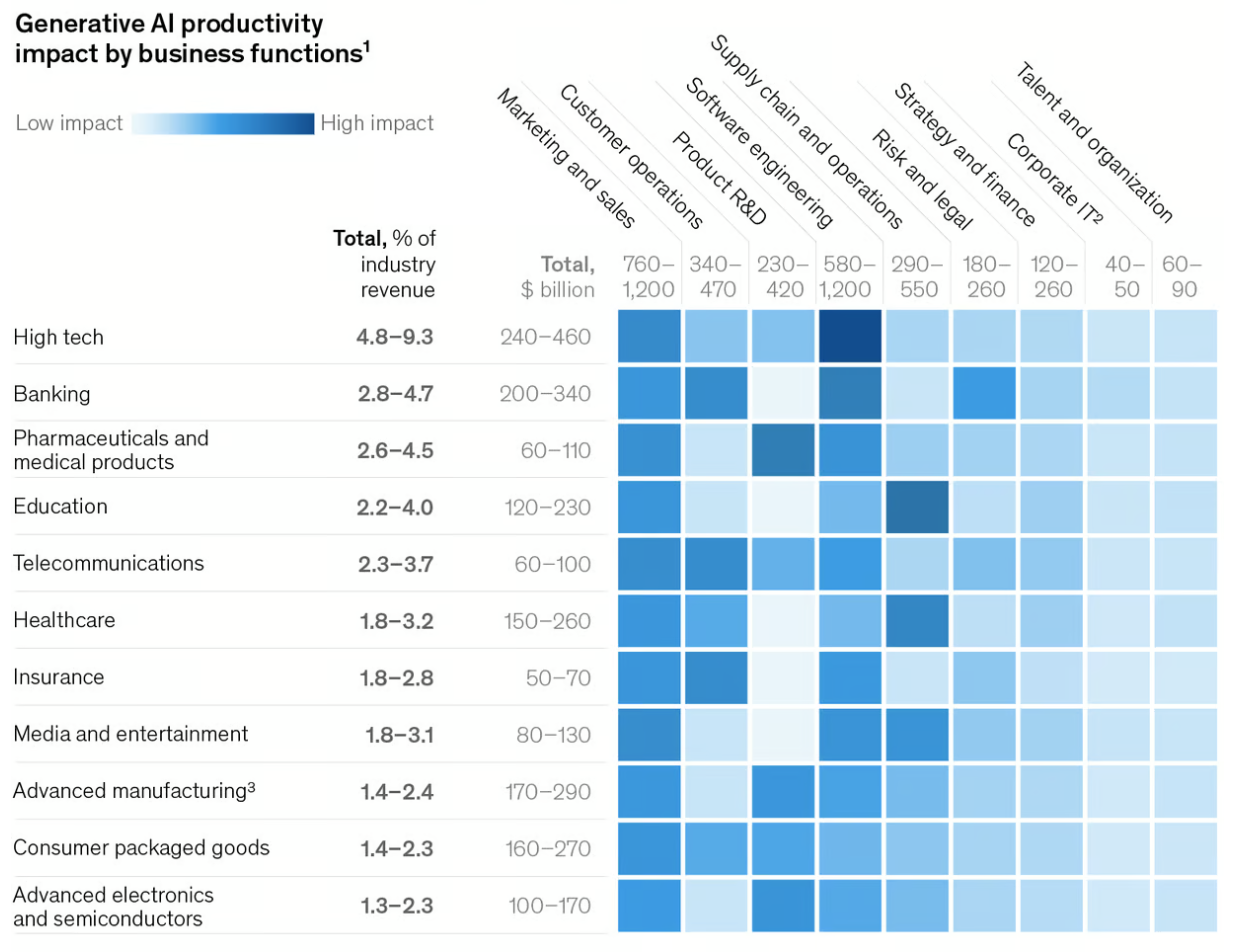 Generative AI productivity
impact by business functions¹
Low impact
High impact
Marketing and sales
Customer operations
Product R&D
Software engineering
Supply chain and operations
Risk and legal
Strategy and finance
Corporate IT²
Talent and organization
Total, % of
industry
revenue
Total,
$ billion
760–
1,200
340–
470
230–
420
580–
1,200
290–
550
180–
260
120–
260
40–
50
60–
90
High tech 4.8–9.3 240–460
Banking 2.8–4.7 200–340
Pharmaceuticals and
medical products 2.6–4.5 60–110
Education 2.2–4.0 120–230
Telecommunications 2.3–3.7 60–100
Healthcare 1.8–3.2 150–260
Insurance 1.8–2.8 50–70
Media and entertainment 1.8–3.1 80–130
Advanced manufacturing³ 1.4–2.4 170–290
Consumer packaged goods 1.4–2.3 160–270
Advanced electronics
and semiconductors 1.3–2.3 100–170